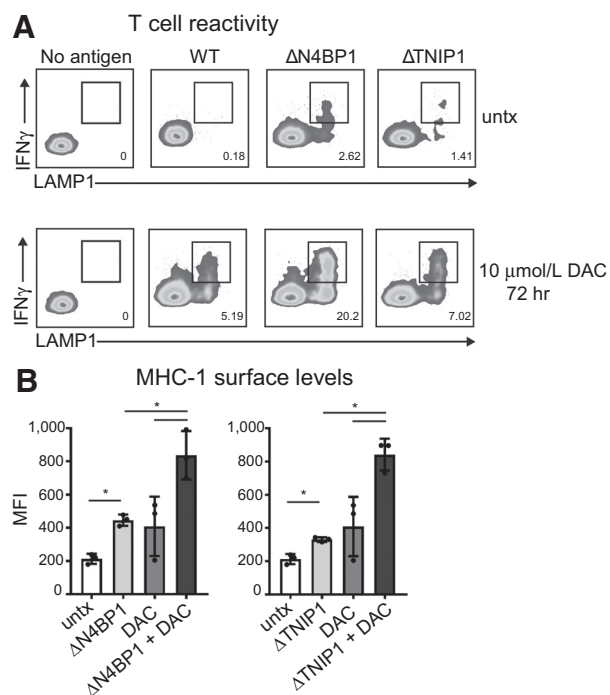 A
T cell reactivity
No antigen WT ΔN4BP1 ΔTNIP1
IFNγ
0 0.18 2.62 1.41
untx
LAMP1
IFNγ
0 5.19 20.2 7.02
10 μmol/L DAC
72 hr
LAMP1
B
MHC-1 surface levels
* *
1,000 1,000
800 800
* *
600 600
MFI
400 400
200 200
0 0
untx ΔN4BP1 DAC ΔN4BP1 + DAC untx ΔTNIP1 DAC ΔTNIP1 + DAC